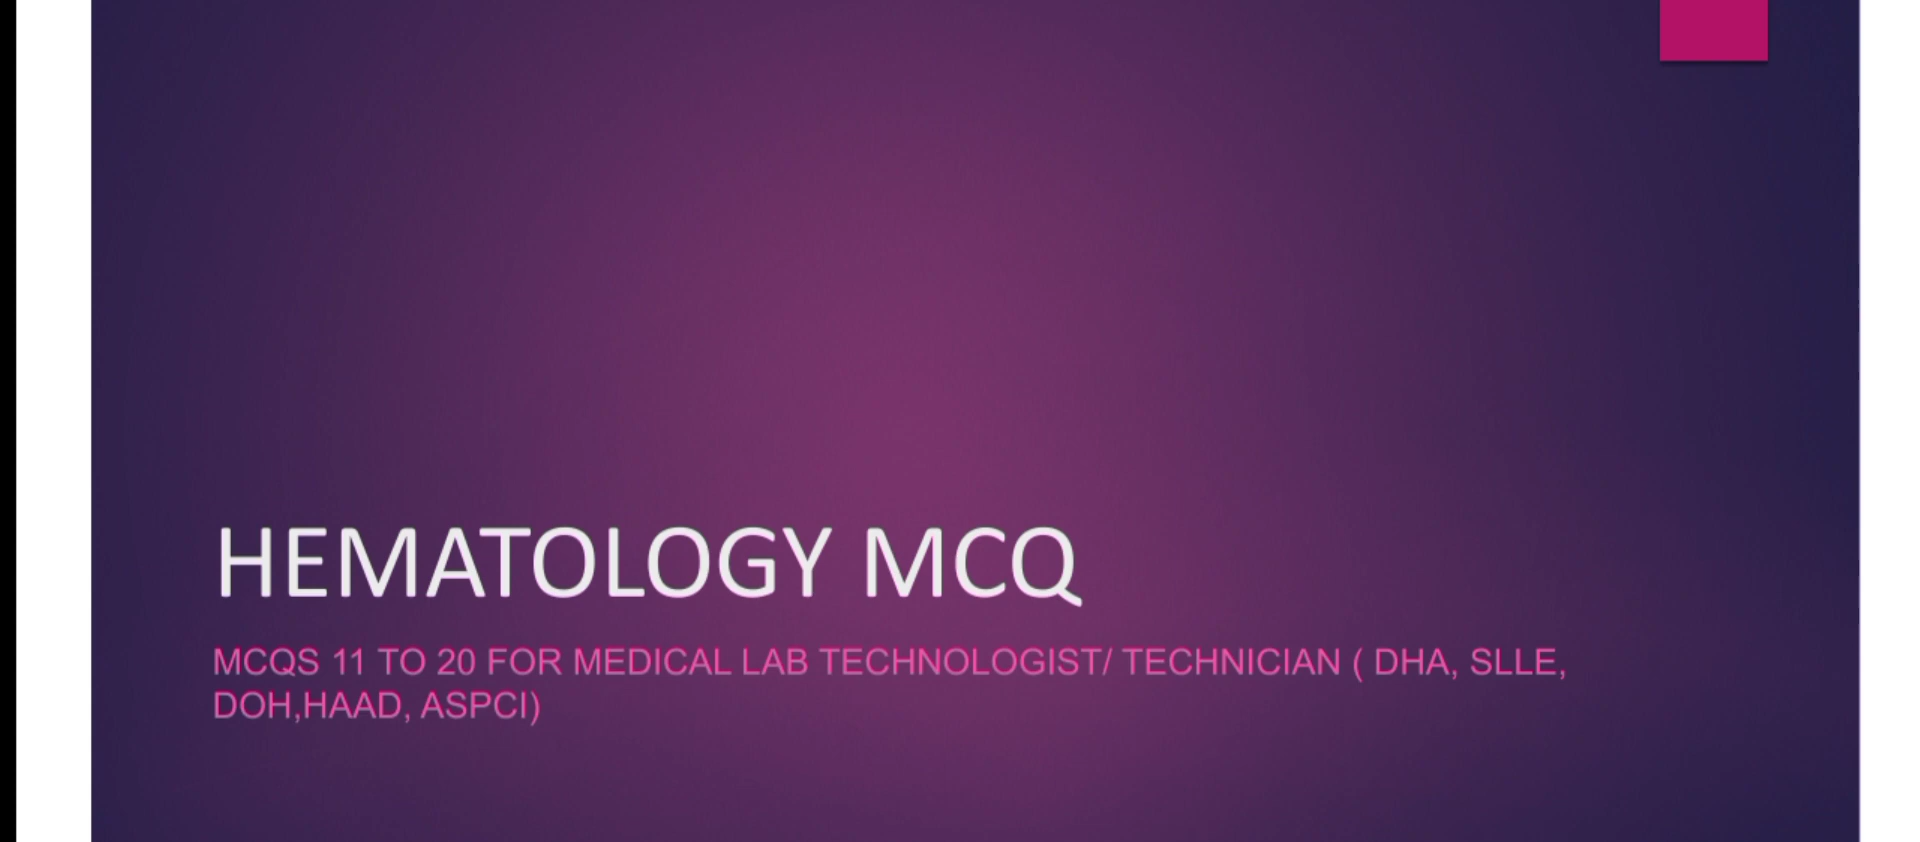 HEMATOLOGY MCQ
MCQS 11 TO 20 FOR MEDICAL LAB TECHNOLOGIST/ TECHNICIAN ( DHA, SLLE,
DOH,HAAD, ASPCI)